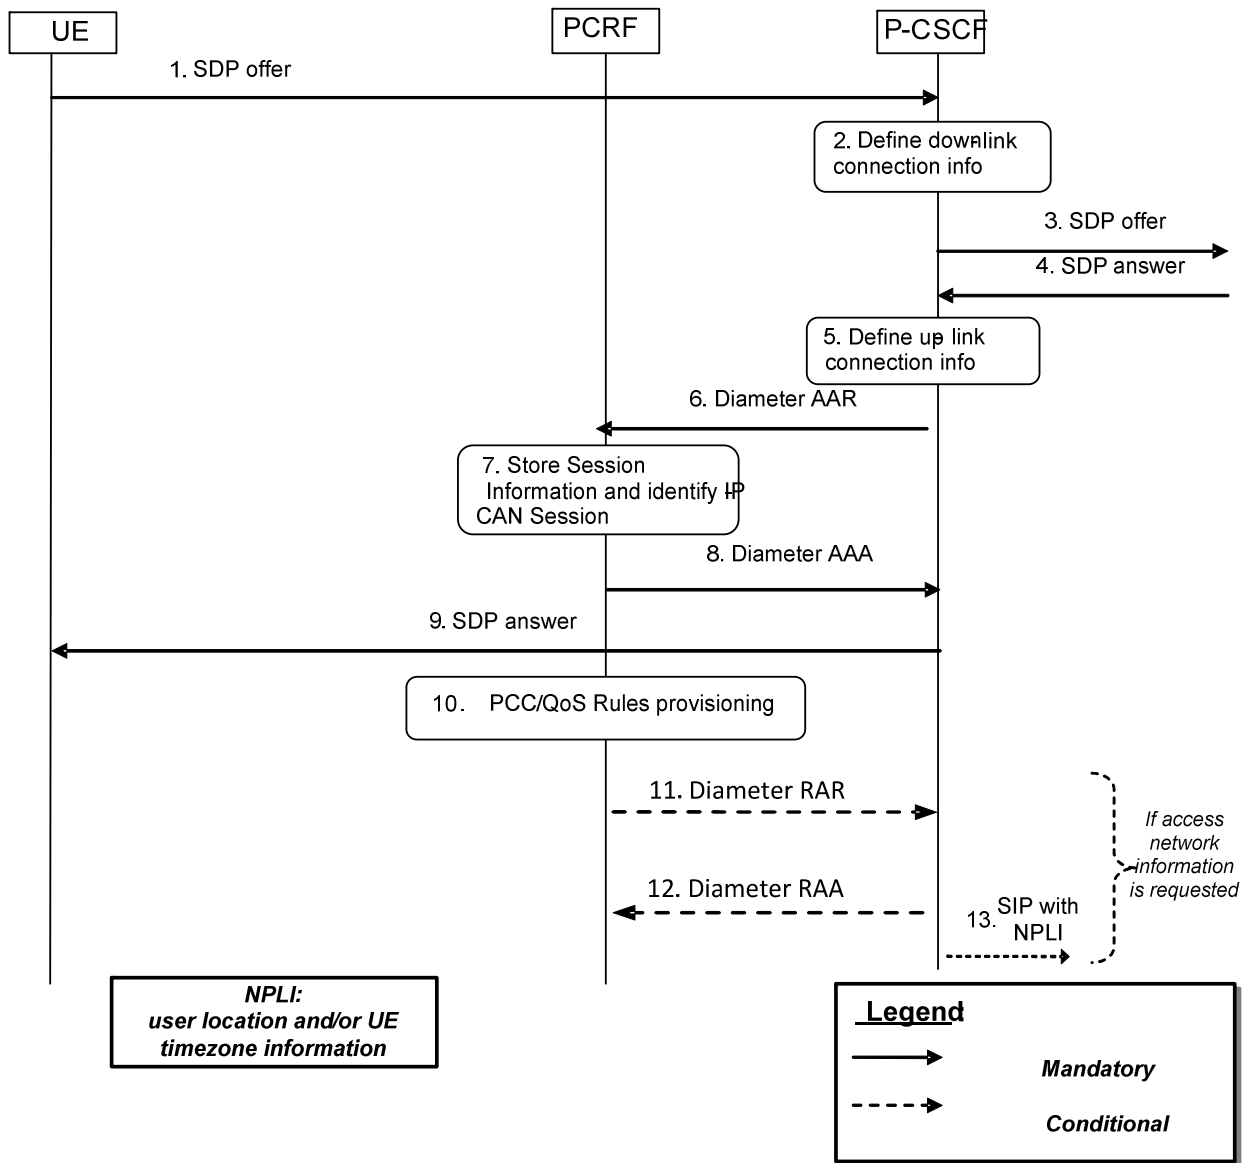 UE
PCRF
P-CSCF
1. SDP offer
2. Define downlink
connection info
3. SDP offer
4. SDP answer
5. Define up link
connection info
6. Diameter AAR
7. Store Session
Information and identify IP-
CAN Session
8. Diameter AAA
9. SDP answer
10. PCC/QoS Rules provisioning
11. Diameter RAR
12. Diameter RAA
13. SIP with
NPLI
If access
network
information
is requested
NPLI:
user location and/or UE
timezone information
Legend:
Mandatory
Conditional